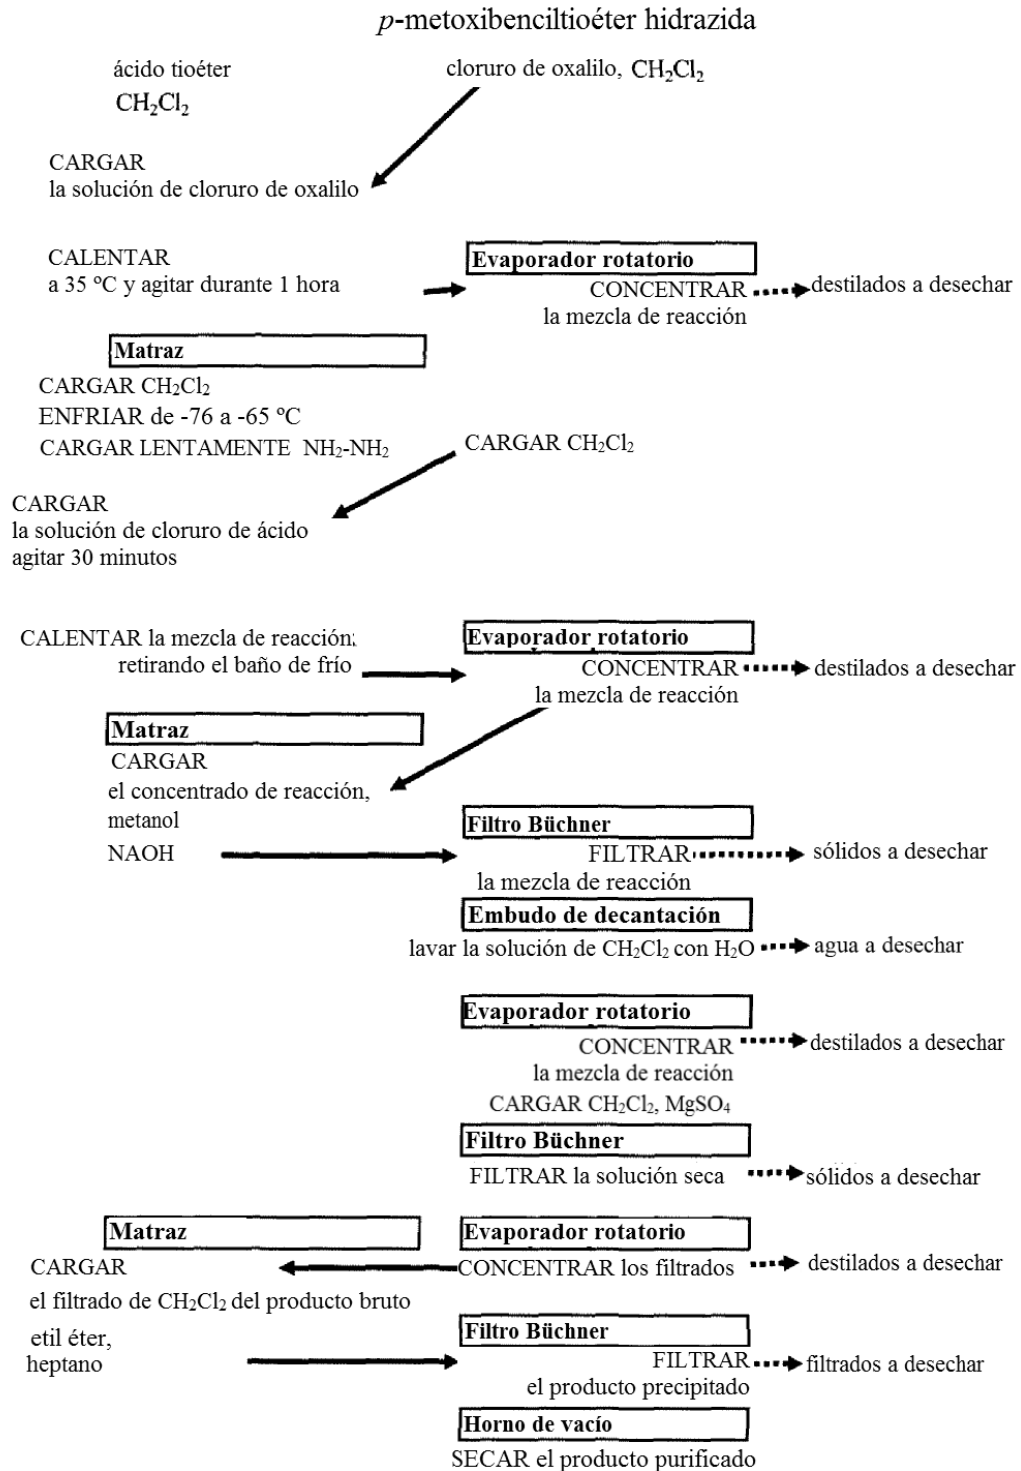 p-metoxibenciltioéter hidrazida
ácido tioéter
CH₂Cl₂
cloruro de oxalilo, CH₂Cl₂
CARGAR
la solución de cloruro de oxalilo
CALENTAR
a 35 ºC y agitar durante 1 hora
Evaporador rotatorio
CONCENTRAR
la mezcla de reacción
destilados a desechar
Matraz
CARGAR CH₂Cl₂
ENFRIAR de -76 a -65 ºC
CARGAR LENTAMENTE NH₂-NH₂
CARGAR CH₂Cl₂
CARGAR
la solución de cloruro de ácido
agitar 30 minutos
CALENTAR la mezcla de reacción;
retirando el baño de frío
Evaporador rotatorio
CONCENTRAR
la mezcla de reacción
destilados a desechar
Matraz
CARGAR
el concentrado de reacción,
metanol
NAOH
Filtro Büchner
FILTRAR
la mezcla de reacción
sólidos a desechar
Embudo de decantación
lavar la solución de CH₂Cl₂ con H₂O
agua a desechar
Evaporador rotatorio
CONCENTRAR
la mezcla de reacción
destilados a desechar
CARGAR CH₂Cl₂, MgSO₄
Filtro Büchner
FILTRAR la solución seca
sólidos a desechar
Evaporador rotatorio
CONCENTRAR los filtrados
destilados a desechar
Matraz
CARGAR
el filtrado de CH₂Cl₂ del producto bruto
etil éter,
heptano
Filtro Büchner
FILTRAR
el producto precipitado
filtrados a desechar
Horno de vacío
SECAR el producto purificado